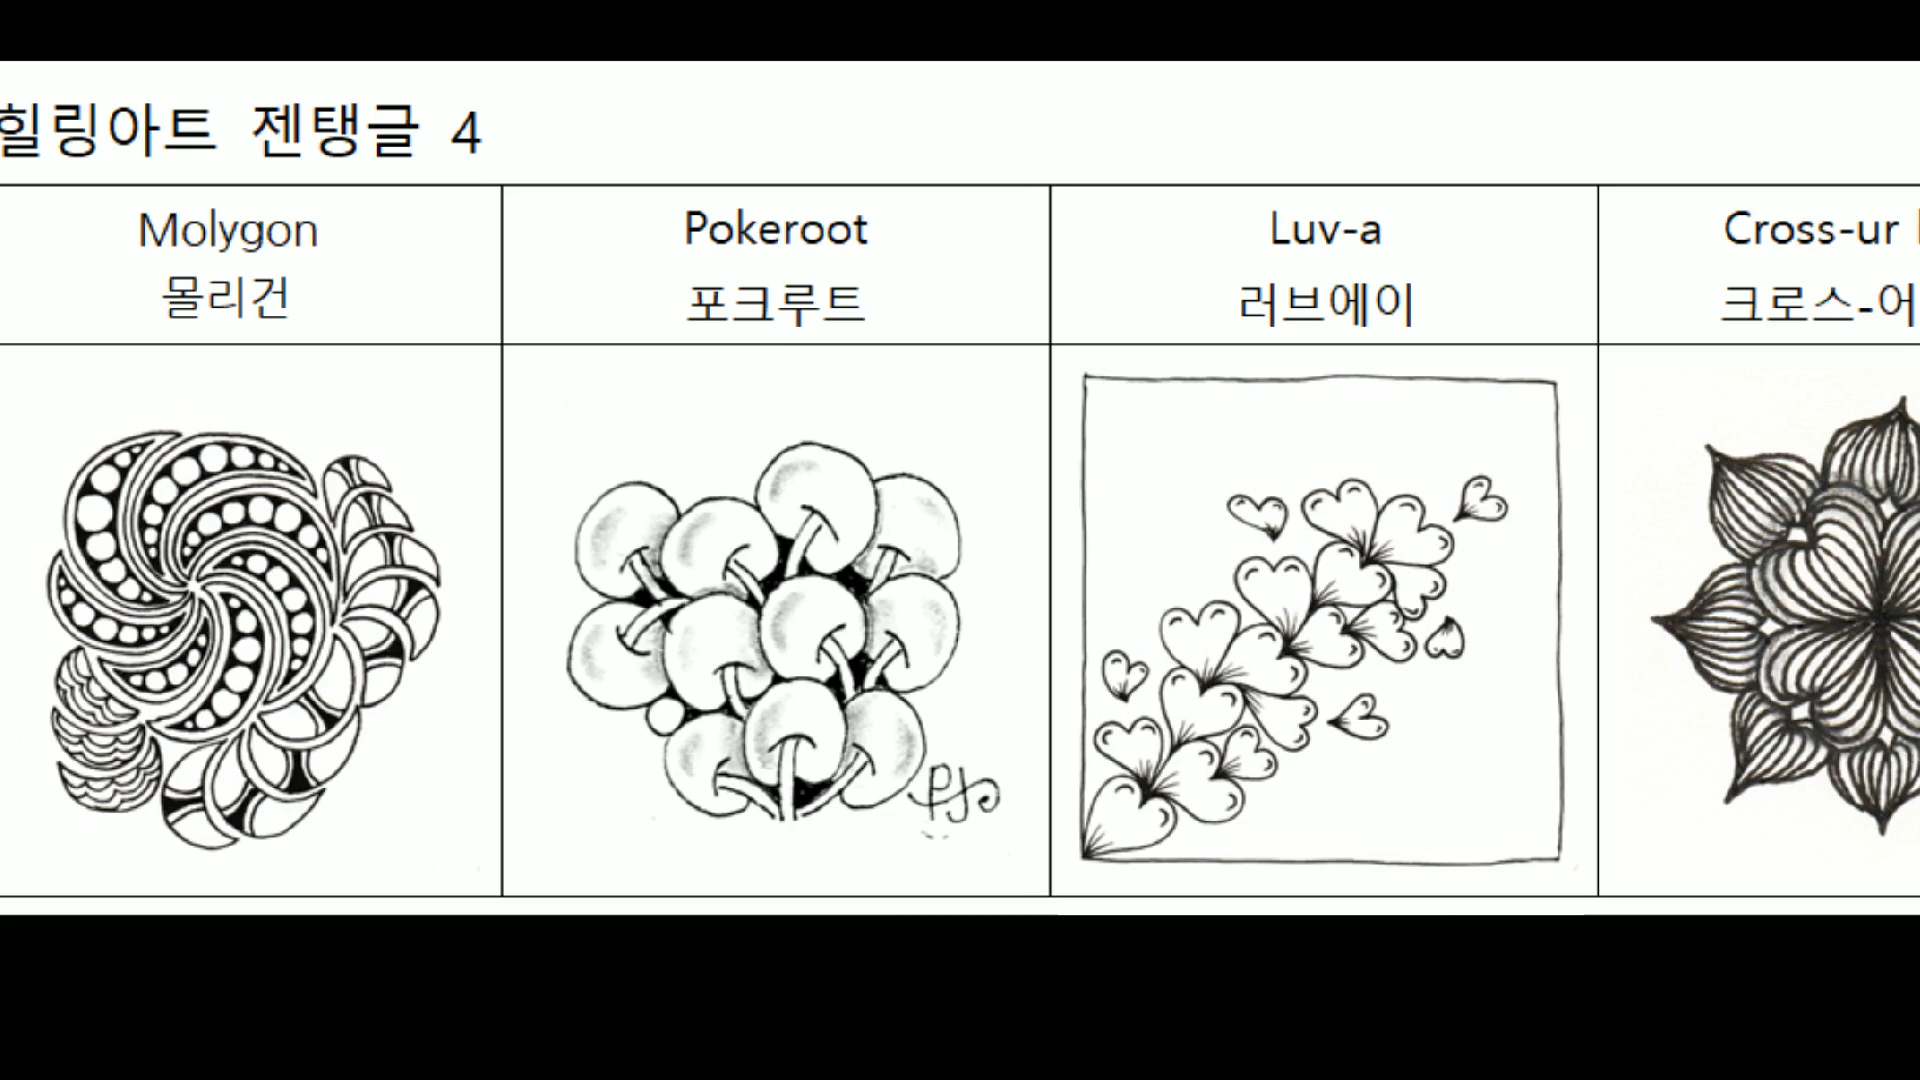 힐링아트 젠탱글 4
Molygon
몰리건
Pokeroot
포크루트
Luv-a
러브에이
Cross-ur
크로스-어